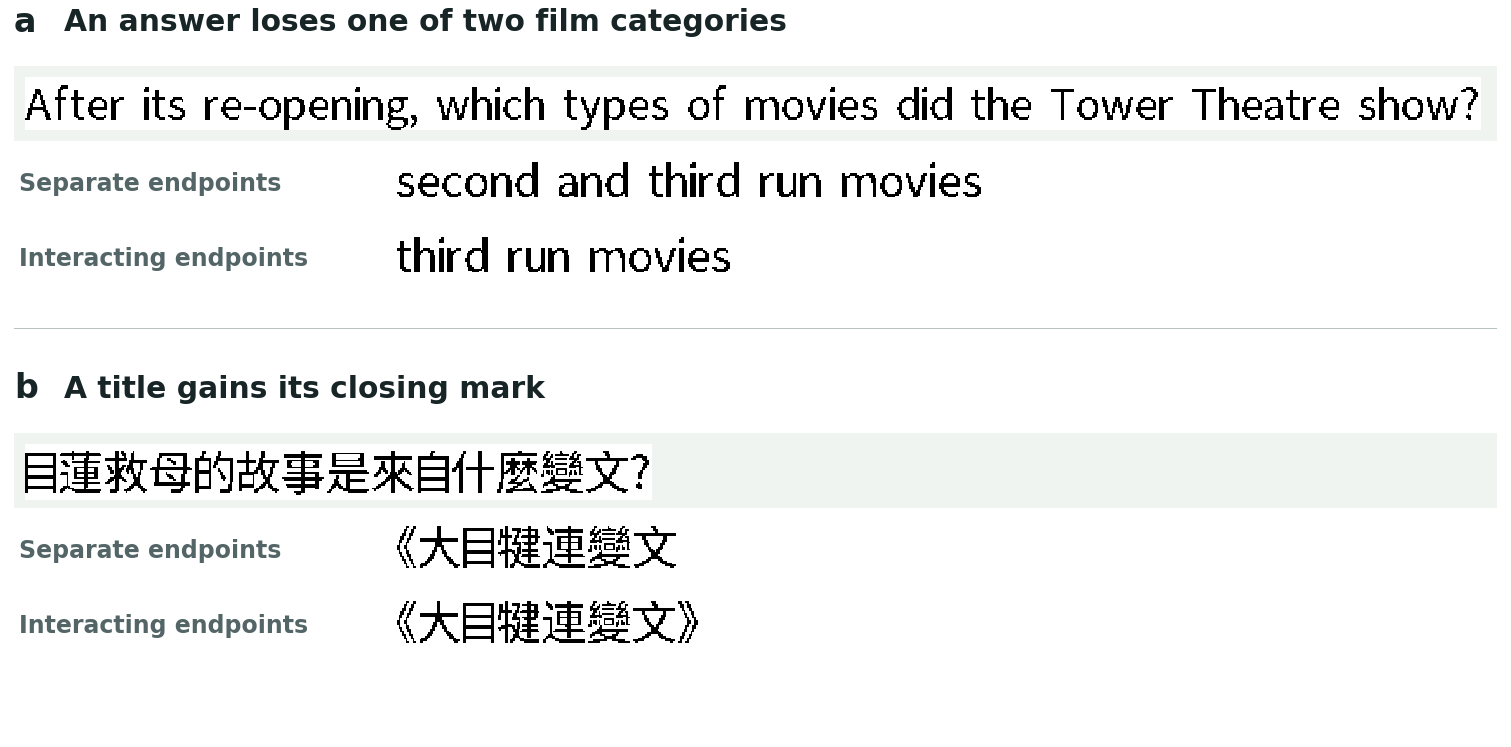 a An answer loses one of two film categories
After its re-opening, which types of movies did the Tower Theatre show?
Separate endpoints second and third run movies
Interacting endpoints third run movies
b A title gains its closing mark
目蓮救母的故事是來自什麼變文?
Separate endpoints 《大目犍連變文
Interacting endpoints 《大目犍連變文》